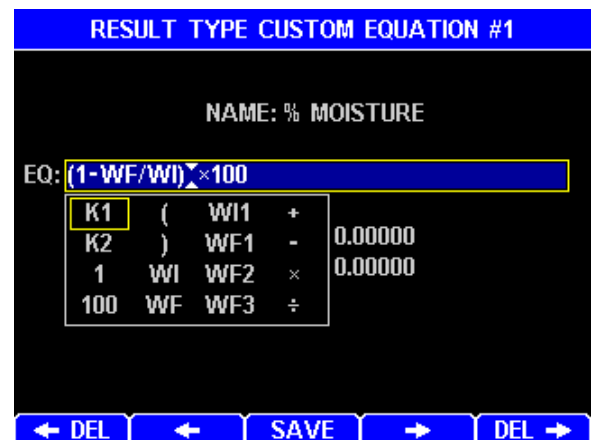 RESULT TYPE CUSTOM EQUATION #1
NAME: % MOISTURE
EQ: (1-WF/WI)×100
K1 ( WI1 +
K2 ) WF1 - 0.00000
1 WI WF2 × 0.00000
100 WF WF3 ÷
← DEL ← SAVE → DEL →